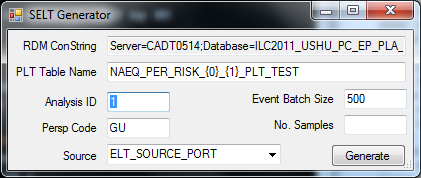 SELT Generator
RDM ConString Server=CADT0514;Database=ILC2011_USHU_PC_EP_PLA_
PLT Table Name NAEQ_PER_RISK_{0}_{1}_PLT_TEST
Analysis ID 1 Event Batch Size 500
Persp Code GU No. Samples
Source ELT_SOURCE_PORT Generate